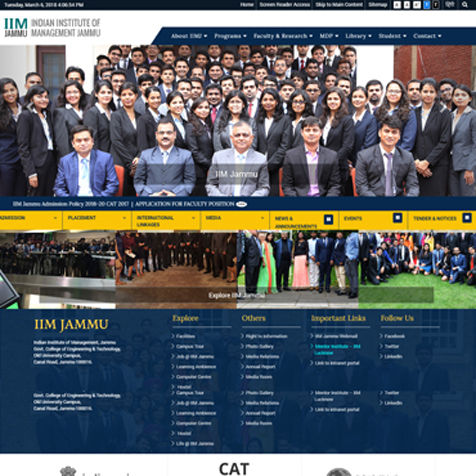 Tuesday, March 6, 2018 4:06:54 PM
Home Screen Reader Access Skip to Main Content Sitemap A A A T T हिंदी
IIM JAMMU
INDIAN INSTITUTE OF
MANAGEMENT JAMMU
About IIMJ Programs Faculty & Research MDP Library Student Contact
IIM Jammu
IIM Jammu Admission Policy 2018-20 CAT 2017 | APPLICATION FOR FACULTY POSITION
ADMISSION PLACEMENT INTERNATIONAL LINKAGES MEDIA NEWS & ANNOUNCEMENTS EVENTS TENDER & NOTICES
Explore IIM Jammu
IIM JAMMU
Indian Institute of Management, Jammu
Govt. College of Engineering & Technology,
Old University Campus,
Canal Road, Jammu-180016.
Govt. College of Engineering & Technology,
Old University Campus,
Canal Road, Jammu-180016.
Explore
Facilities
Campus Tour
Job @ IIM Jammu
Learning Ambience
Computer Centre
Hostel
Campus Tour
Job @ IIM Jammu
Learning Ambience
Computer Centre
Hostel
Life @ IIM Jammu
Others
Right to Information
Photo Gallery
Media Relations
Annual Report
Media Room
Photo Gallery
Media Relations
Annual Report
Media Room
Important Links
IIM Jammu Webmail
Mentor Institute – IIM
Lucknow
Link to Intranet portal
Mentor Institute – IIM
Lucknow
Link to Intranet portal
Follow Us
Facebook
Twitter
LinkedIn
Twitter
LinkedIn
CAT